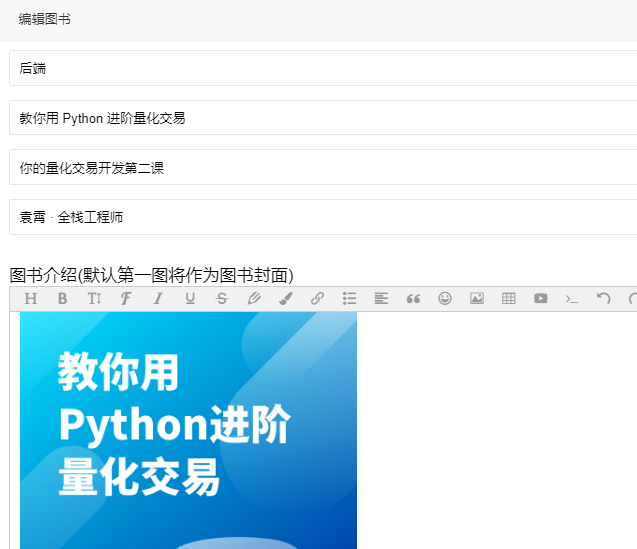 编辑图书
后端
教你用 Python 进阶量化交易
你的量化交易开发第二课
袁霄 · 全栈工程师
图书介绍(默认第一图将作为图书封面)
教你用
Python进阶
量化交易